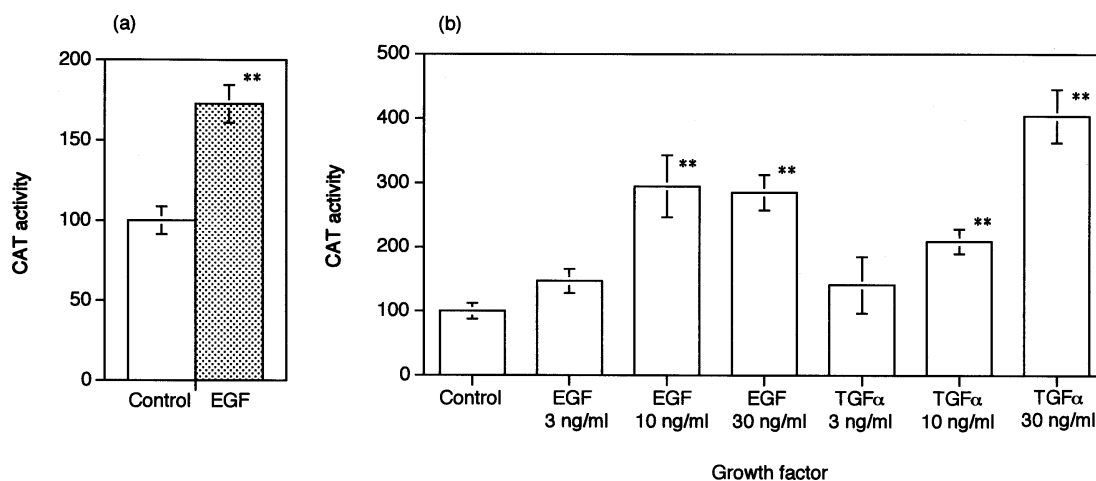 (a)
200
150
100
50
0
CAT activity
**
Control EGF
(b)
500
400
300
200
100
0
CAT activity
** ** ** **
Control EGF EGF EGF TGFα TGFα TGFα
3 ng/ml 10 ng/ml 30 ng/ml 3 ng/ml 10 ng/ml 30 ng/ml
Growth factor